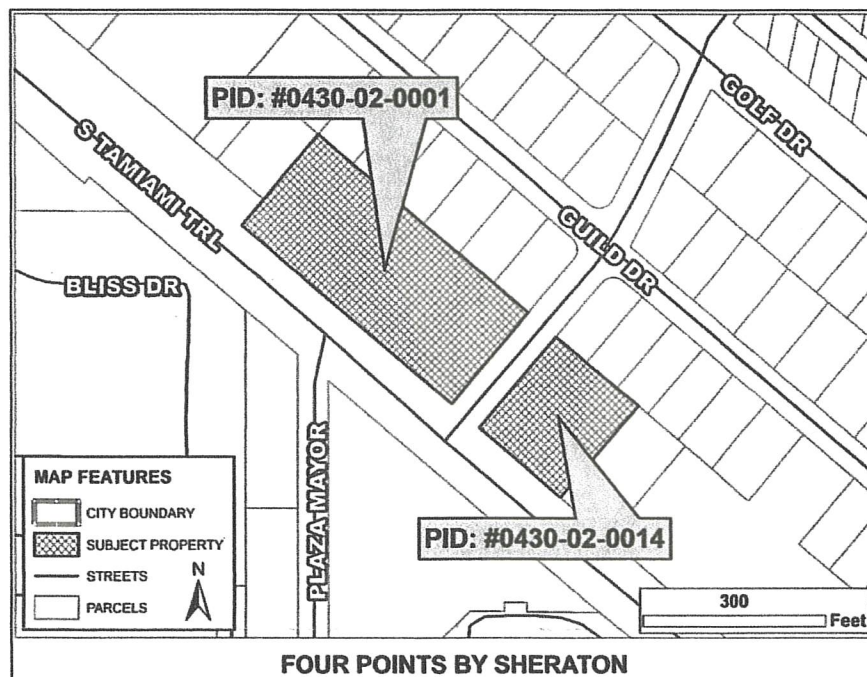 PID: #0430-02-0001
GOLF DR
S TAMIAMI TRL
GUILD DR
BLISS DR
PLAZA MAYOR
MAP FEATURES
CITY BOUNDARY
SUBJECT PROPERTY
STREETS
PARCELS
N
PID: #0430-02-0014
300
Feet
FOUR POINTS BY SHERATON